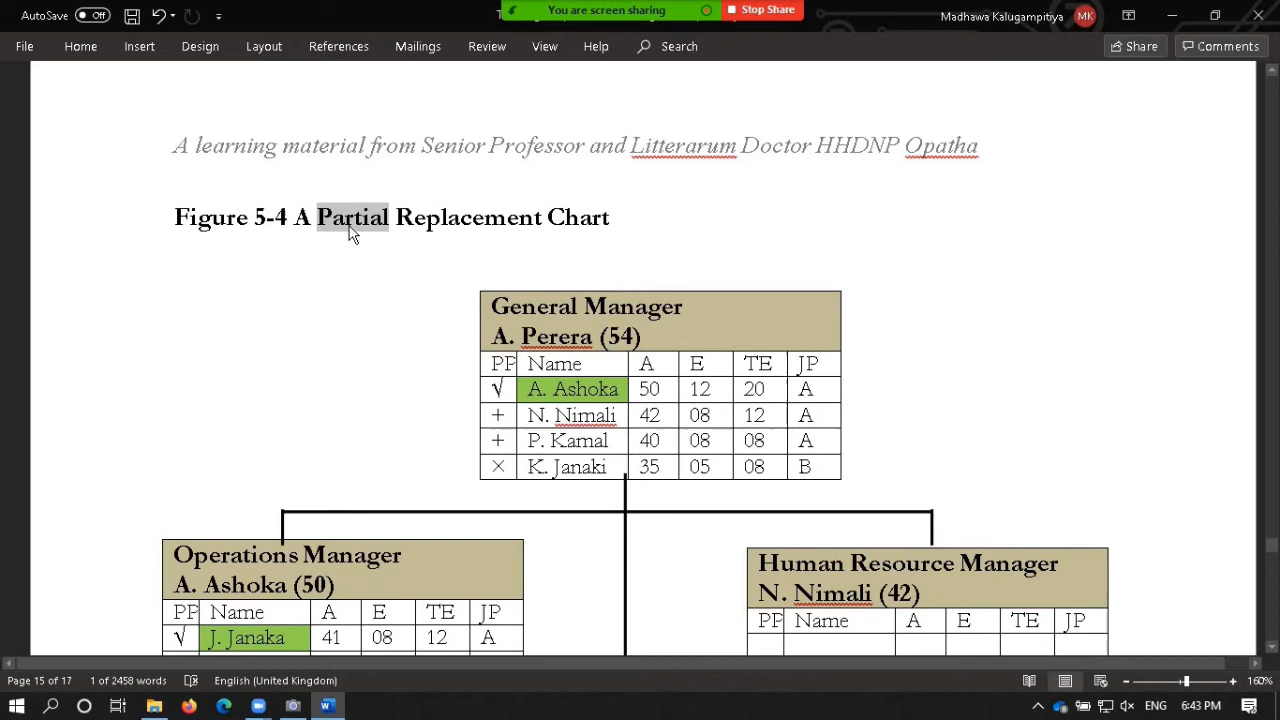 AutoSave Off
You are screen sharing Stop Share
Madhawa Kalugampitiya MK
File Home Insert Design Layout References Mailings Review View Help Search Share Comments
A learning material from Senior Professor and Litterarum Doctor HHDNP Opatha
Figure 5-4 A Partial Replacement Chart
General Manager
A. Perera (54)
PP Name A E TE JP
√ A. Ashoka 50 12 20 A
+ N. Nimali 42 08 12 A
+ P. Kamal 40 08 08 A
× K. Janaki 35 05 08 B
Operations Manager
A. Ashoka (50)
PP Name A E TE JP
√ J. Janaka 41 08 12 A
Human Resource Manager
N. Nimali (42)
PP Name A E TE JP
Page 15 of 17 1 of 2458 words English (United Kingdom) 160%
ENG 6:43 PM